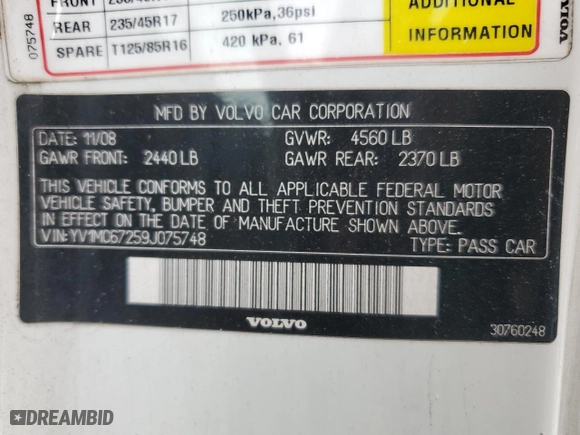 FRONT
REAR 235/45R17 250kPa,36psi
SPARE T125/85R16 420 kPa, 61
ADDITIONAL
INFORMATION
075748
VOLVO
MFD BY VOLVO CAR CORPORATION
DATE: 11/08 GVWR: 4560 LB
GAWR FRONT: 2440 LB GAWR REAR: 2370 LB
THIS VEHICLE CONFORMS TO ALL APPLICABLE FEDERAL MOTOR
VEHICLE SAFETY, BUMPER AND THEFT PREVENTION STANDARDS
IN EFFECT ON THE DATE OF MANUFACTURE SHOWN ABOVE.
VIN: YV1MC67259J075748 TYPE: PASS CAR
VOLVO
30760248
DREAMBID